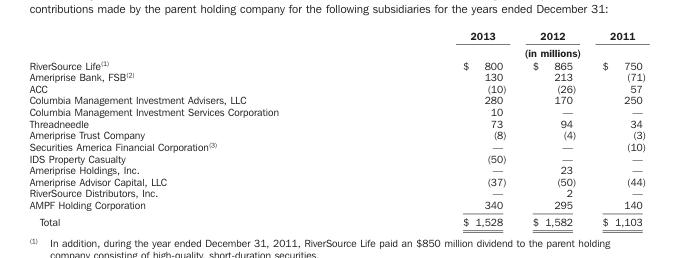 contributions made by the parent holding company for the following subsidiaries for the years ended December 31:
2013 2012 2011
(in millions)
RiverSource Life(1) $ 800 $ 865 $ 750
Ameriprise Bank, FSB(2) 130 213 (71)
ACC (10) (26) 57
Columbia Management Investment Advisers, LLC 280 170 250
Columbia Management Investment Services Corporation 10 — —
Threadneedle 73 94 34
Ameriprise Trust Company (8) (4) (3)
Securities America Financial Corporation(3) — — (10)
IDS Property Casualty (50) — —
Ameriprise Holdings, Inc. — 23 —
Ameriprise Advisor Capital, LLC (37) (50) (44)
RiverSource Distributors, Inc. — 2 —
AMPF Holding Corporation 340 295 140
Total $ 1,528 $ 1,582 $ 1,103
(1) In addition, during the year ended December 31, 2011, RiverSource Life paid an $850 million dividend to the parent holding
company consisting of high-quality, short-duration securities.